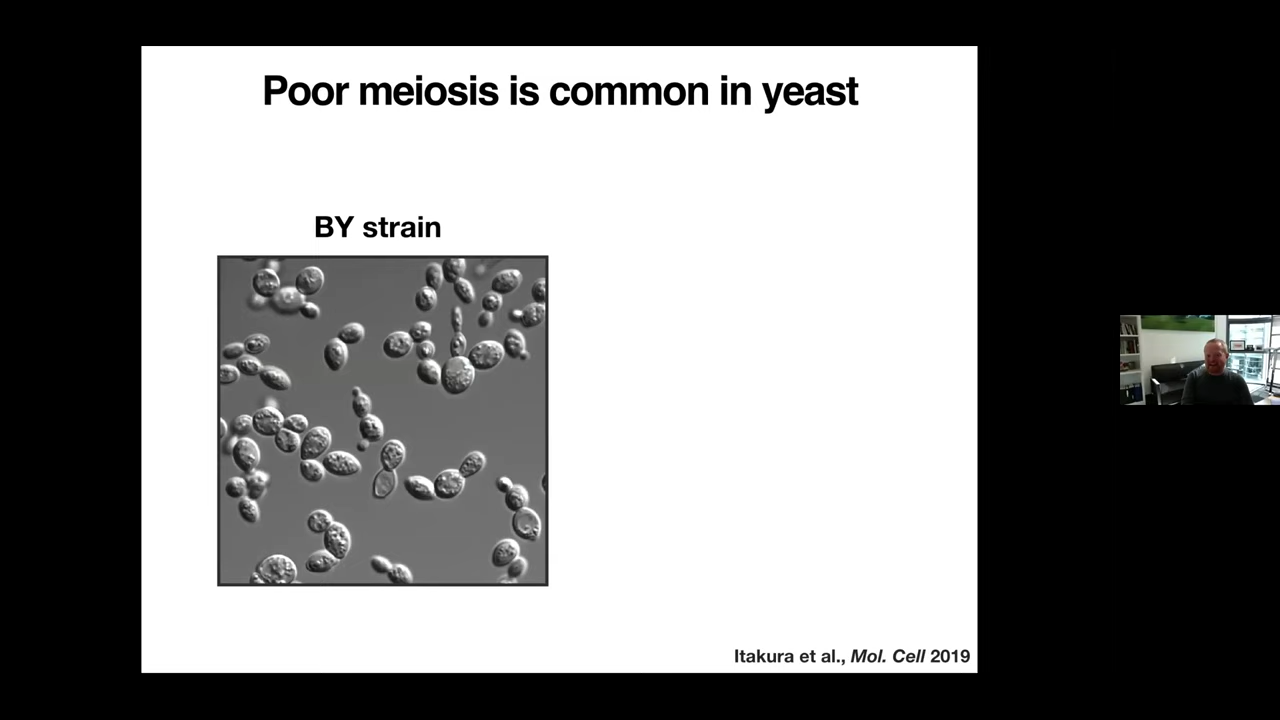 Poor meiosis is common in yeast
BY strain
Itakura et al., Mol. Cell 2019